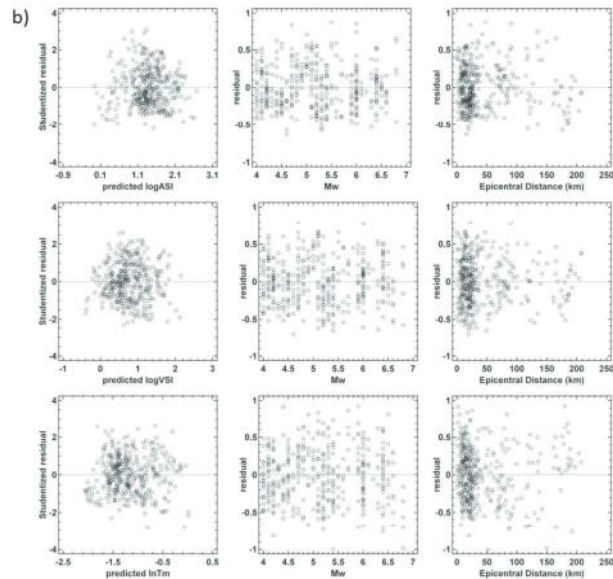 b)
Studentized residual
4
2
0
-2
-4
-0.9 0.1 1.1 2.1 3.1
predicted logASI
residual
1
0.5
0
-0.5
-1
4 4.5 5 5.5 6 6.5 7
Mw
residual
1
0.5
0
-0.5
-1
0 50 100 150 200 250
Epicentral Distance (km)
Studentized residual
4
2
0
-2
-4
-1 0 1 2 3
predicted logVSI
residual
1
0.5
0
-0.5
-1
4 4.5 5 5.5 6 6.5 7
Mw
residual
1
0.5
0
-0.5
-1
0 50 100 150 200 250
Epicentral Distance (km)
Studentized residual
4
2
0
-2
-4
-2.5 -1.5 -0.5 0.5
predicted lnTm
residual
1
0.5
0
-0.5
-1
4 4.5 5 5.5 6 6.5 7
Mw
residual
1
0.5
0
-0.5
-1
0 50 100 150 200 250
Epicentral Distance (km)